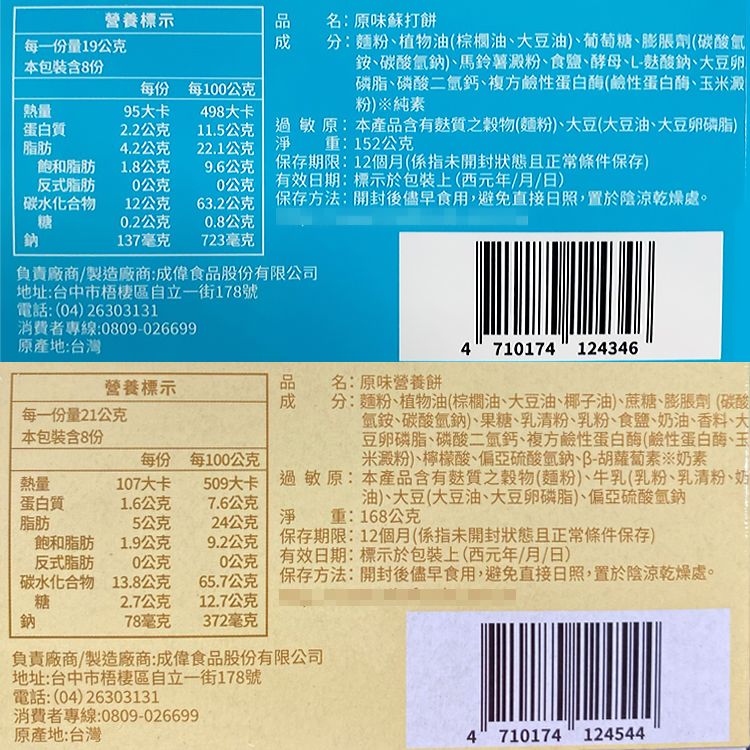 營養標示
每一份量19公克
本包裝含8份
每份 每100公克
熱量 95大卡 498大卡
蛋白質 2.2公克 11.5公克
脂肪 4.2公克 22.1公克
飽和脂肪 1.8公克 9.6公克
反式脂肪 0公克 0公克
碳水化合物 12公克 63.2公克
糖 0.2公克 0.8公克
鈉 137毫克 723毫克
品 名：原味蘇打餅
成 分：麵粉、植物油(棕櫚油、大豆油)、葡萄糖、膨脹劑(碳酸氫
銨、碳酸氫鈉)、馬鈴薯澱粉、食鹽、酵母、L-麩酸鈉、大豆卵
磷脂、磷酸二氫鈣、複方鹼性蛋白酶(鹼性蛋白酶、玉米澱
粉)※純素
過 敏 原：本產品含有麩質之穀物(麵粉)、大豆(大豆油、大豆卵磷脂)
淨 重：152公克
保存期限：12個月(係指未開封狀態且正常條件保存)
有效日期：標示於包裝上(西元年/月/日)
保存方法：開封後儘早食用，避免直接日照，置於陰涼乾燥處。
負責廠商/製造廠商:成偉食品股份有限公司
地址:台中市梧棲區自立一街178號
電話:(04)26303131
消費者專線:0809-026699
原產地:台灣
4 710174 124346
營養標示
每一份量21公克
本包裝含8份
每份 每100公克
熱量 107大卡 509大卡
蛋白質 1.6公克 7.6公克
脂肪 5公克 24公克
飽和脂肪 1.9公克 9.2公克
反式脂肪 0公克 0公克
碳水化合物 13.8公克 65.7公克
糖 2.7公克 12.7公克
鈉 78毫克 372毫克
品 名：原味營養餅
成 分：麵粉、植物油(棕櫚油、大豆油、椰子油)、蔗糖、膨脹劑(碳酸
氫銨、碳酸氫鈉)、果糖、乳清粉、乳粉、食鹽、奶油、香料、大
豆卵磷脂、磷酸二氫鈣、複方鹼性蛋白酶(鹼性蛋白酶、玉
米澱粉)、檸檬酸、偏亞硫酸氫鈉、β-胡蘿蔔素※奶素
過 敏 原：本產品含有麩質之穀物(麵粉)、牛乳(乳粉、乳清粉、奶
油)、大豆(大豆油、大豆卵磷脂)、偏亞硫酸氫鈉
淨 重：168公克
保存期限：12個月(係指未開封狀態且正常條件保存)
有效日期：標示於包裝上(西元年/月/日)
保存方法：開封後儘早食用，避免直接日照，置於陰涼乾燥處。
負責廠商/製造廠商:成偉食品股份有限公司
地址:台中市梧棲區自立一街178號
電話:(04)26303131
消費者專線:0809-026699
原產地:台灣
4 710174 124544